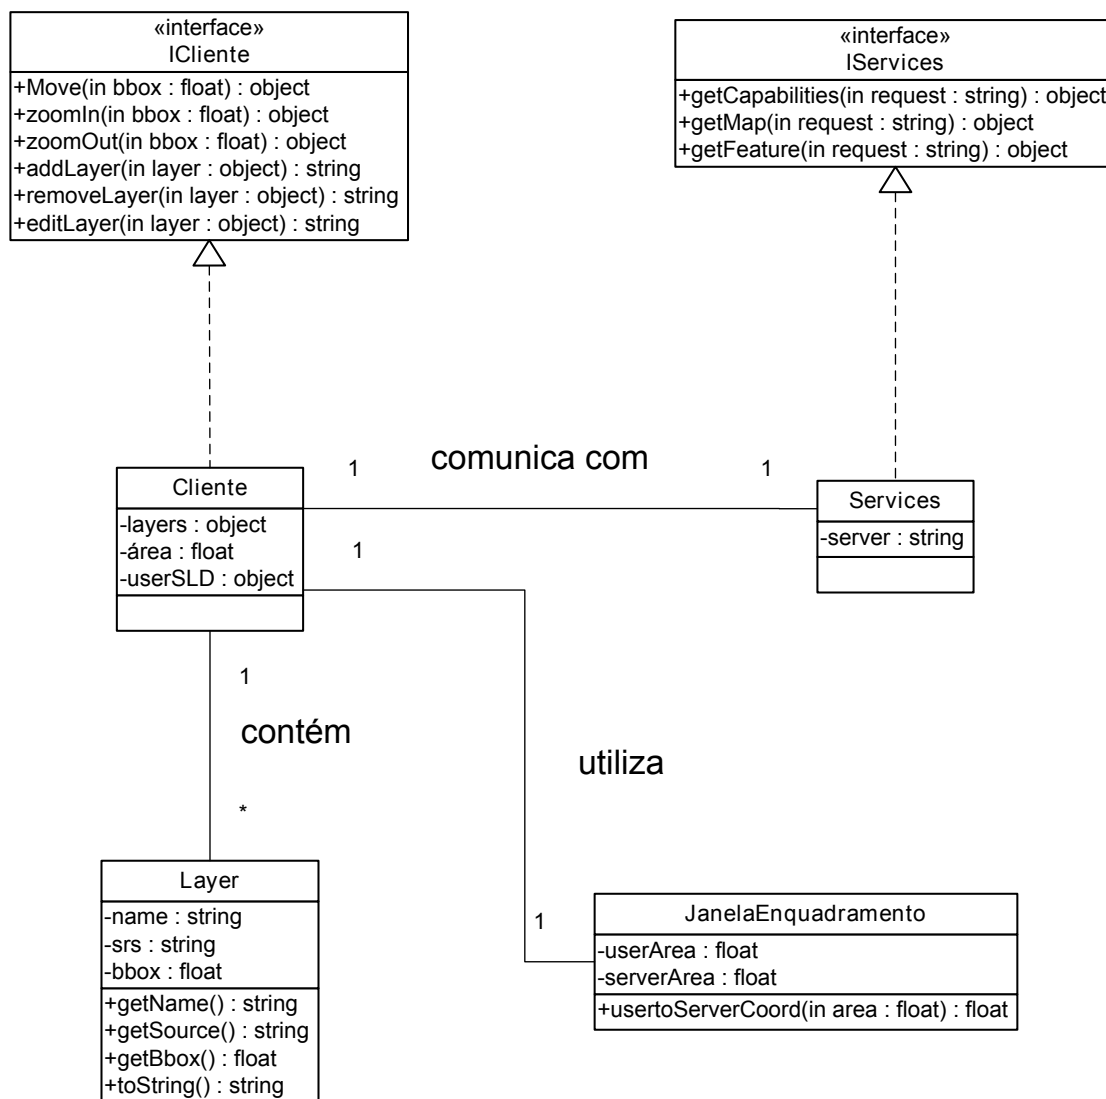 «interface»
ICliente
+Move(in bbox : float) : object
+zoomIn(in bbox : float) : object
+zoomOut(in bbox : float) : object
+addLayer(in layer : object) : string
+removeLayer(in layer : object) : string
+editLayer(in layer : object) : string
«interface»
IServices
+getCapabilities(in request : string) : object
+getMap(in request : string) : object
+getFeature(in request : string) : object
1
comunica com
1
Cliente
-layers : object
-área : float
-userSLD : object
1
Services
-server : string
1
contém
*
utiliza
1
Layer
-name : string
-srs : string
-bbox : float
+getName() : string
+getSource() : string
+getBbox() : float
+toString() : string
JanelaEnquadramento
-userArea : float
-serverArea : float
+usertoServerCoord(in area : float) : float